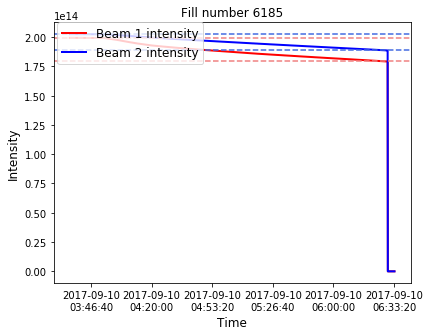 Fill number 6185
1e14
Beam 1 intensity
Beam 2 intensity
2.00
1.75
1.50
1.25
1.00
0.75
0.50
0.25
0.00
Intensity
2017-09-10 2017-09-10 2017-09-10 2017-09-10 2017-09-10 2017-09-10
03:46:40 04:20:00 04:53:20 05:26:40 06:00:00 06:33:20
Time